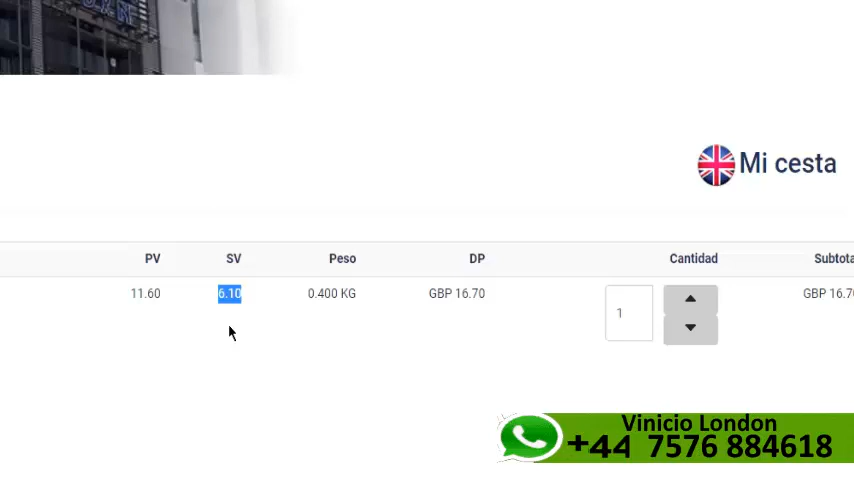 Mi cesta
PV SV Peso DP Cantidad
11.60 6.10 0.400 KG GBP 16.70 1
Vinicio London
+44 7576 884618